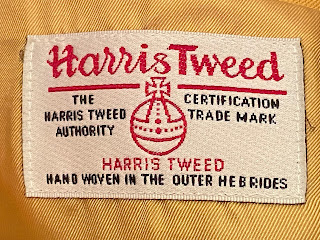 Harris Tweed
THE CERTIFICATION
HARRIS TWEED TRADE MARK
AUTHORITY
HARRIS TWEED
HAND WOVEN IN THE OUTER HEBRIDES